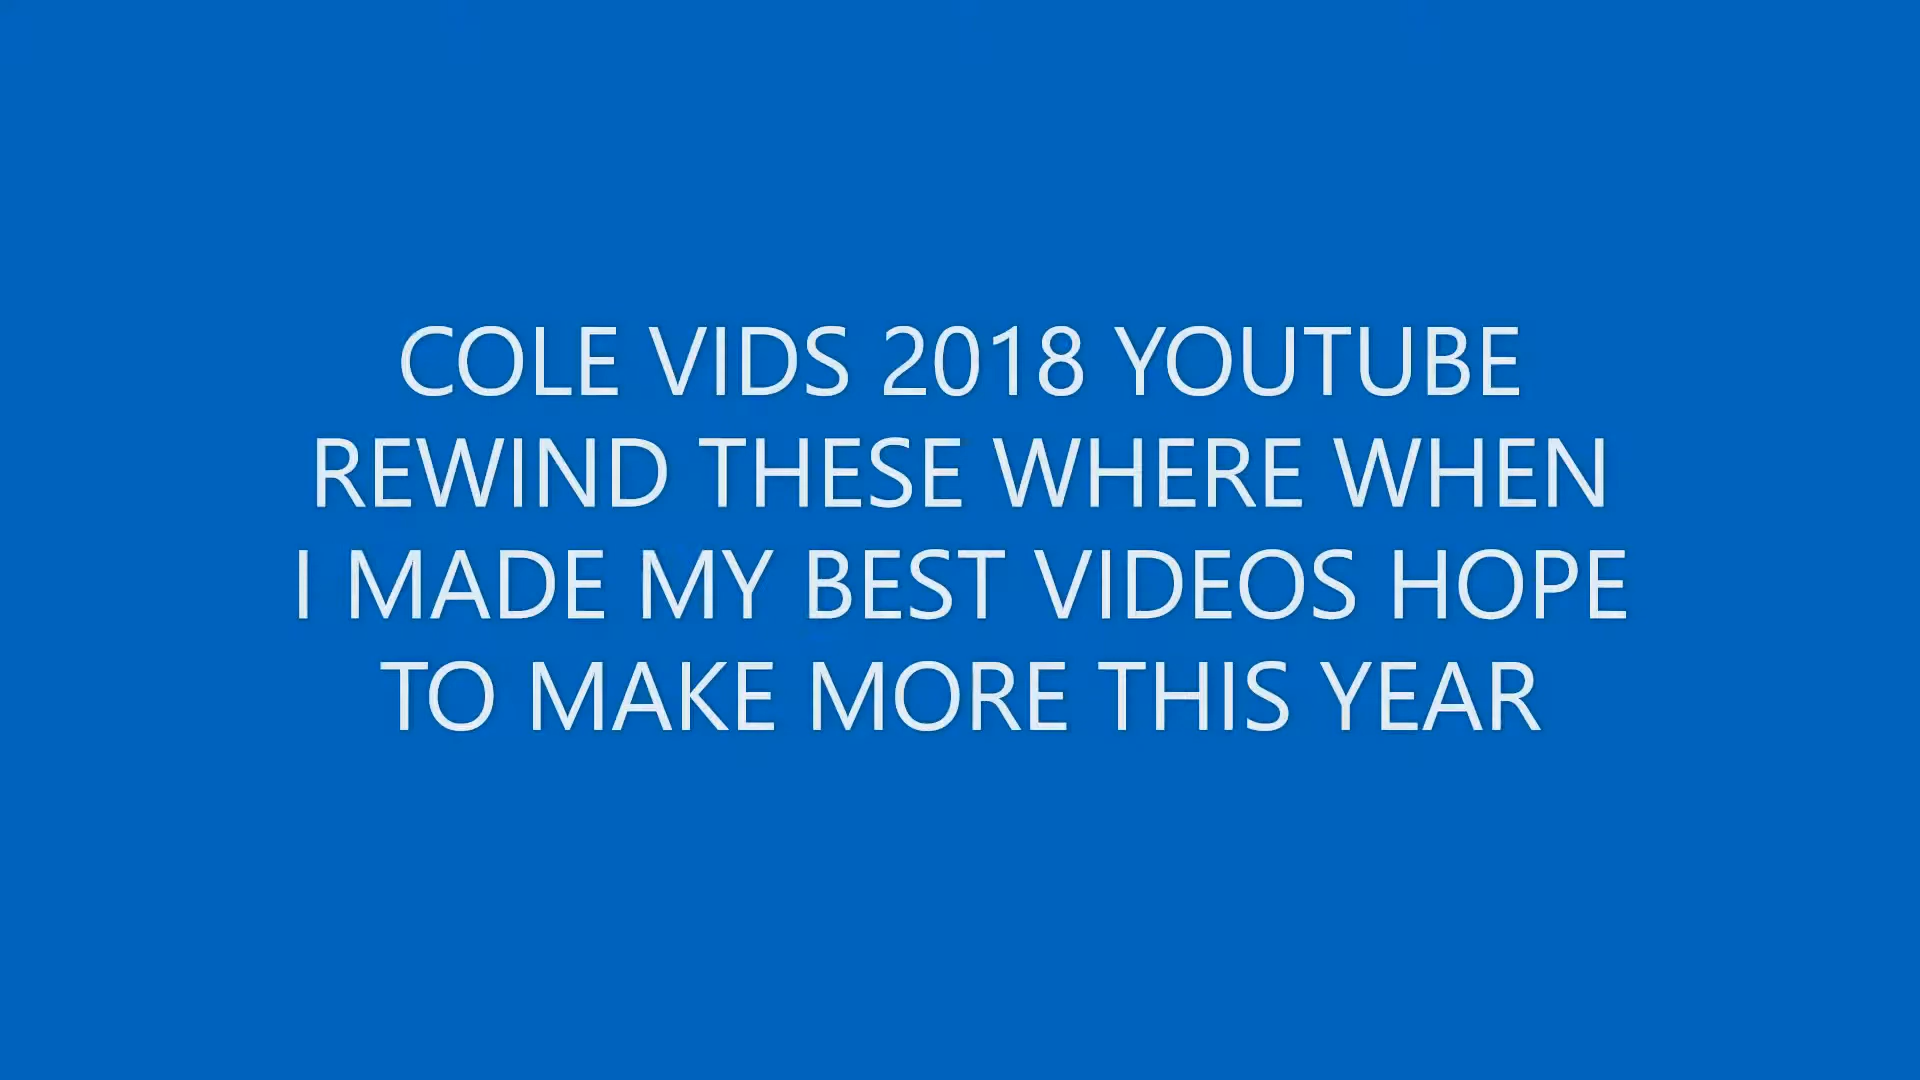 COLE VIDS 2018 YOUTUBE
REWIND THESE WHERE WHEN
I MADE MY BEST VIDEOS HOPE
TO MAKE MORE THIS YEAR